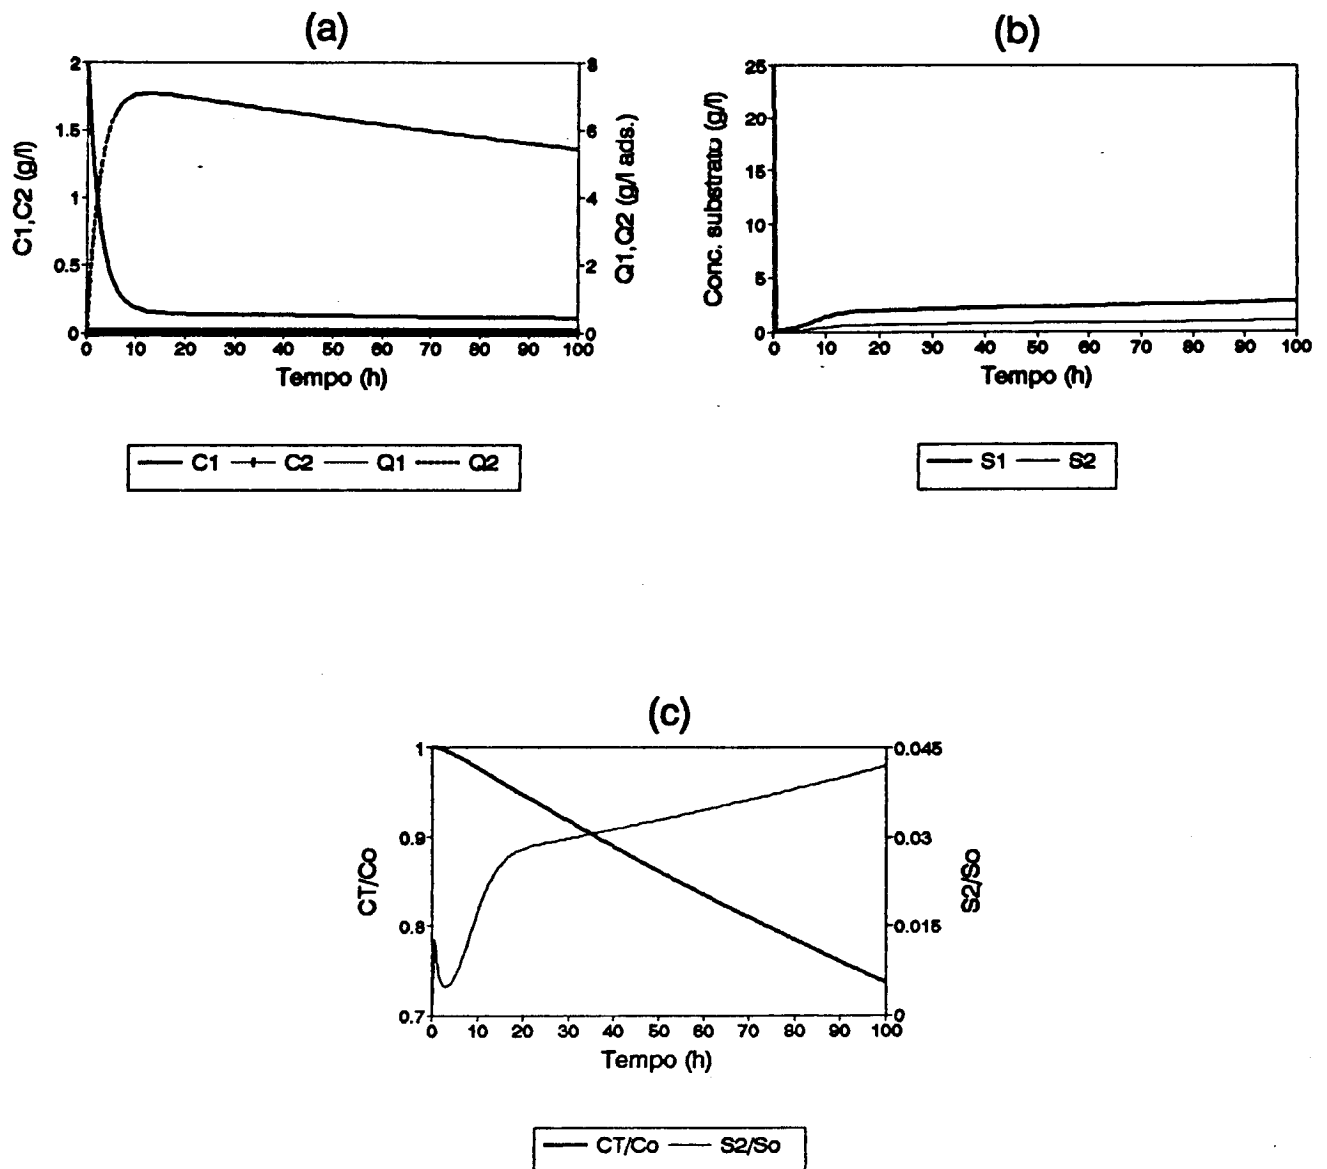 (a)
C1,C2 (g/l)
2
1.5
1
0.5
0
8
6
4
2
0
Q1,Q2 (g/l ads.)
0 10 20 30 40 50 60 70 80 90 100
Tempo (h)
C1 C2 Q1 Q2
(b)
Conc. substrato (g/l)
25
20
15
10
5
0
0 10 20 30 40 50 60 70 80 90 100
Tempo (h)
S1 S2
(c)
CT/Co
1
0.9
0.8
0.7
0.045
0.03
0.015
0
S2/So
0 10 20 30 40 50 60 70 80 90 100
Tempo (h)
CT/Co S2/So